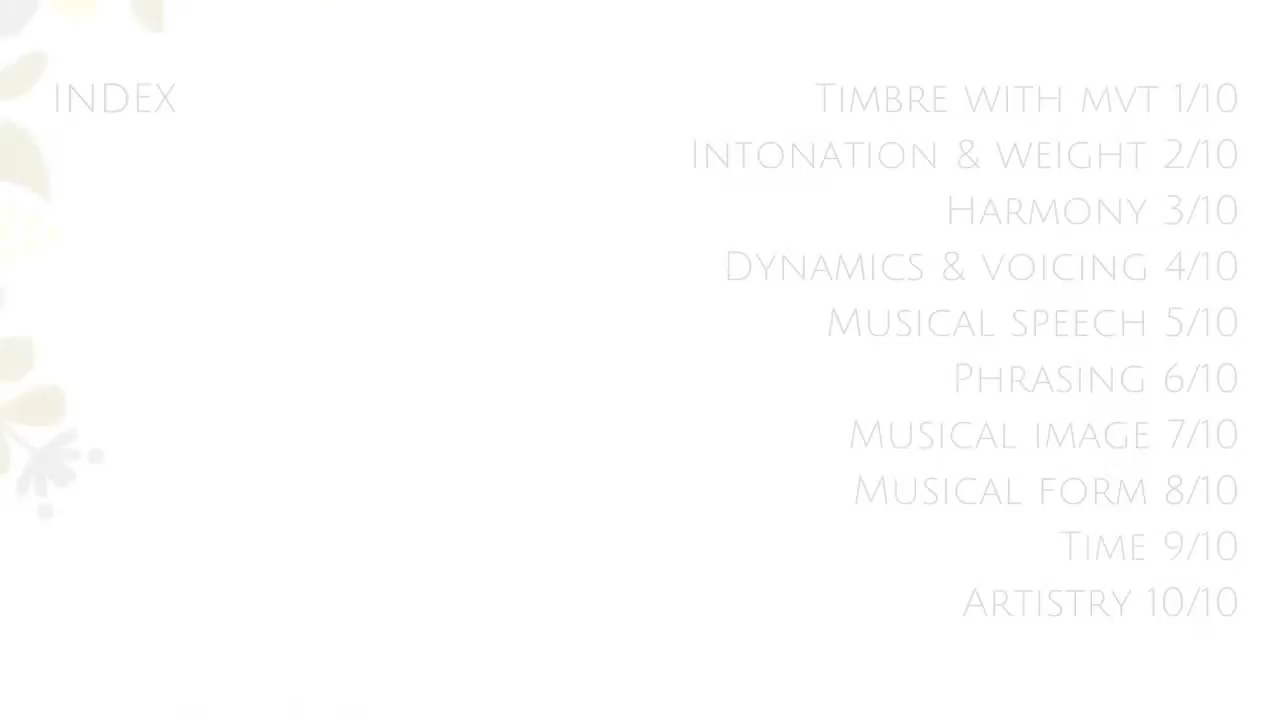 INDEX
TIMBRE WITH MVT 1/10
INTONATION & WEIGHT 2/10
HARMONY 3/10
DYNAMICS & VOICING 4/10
MUSICAL SPEECH 5/10
PHRASING 6/10
MUSICAL IMAGE 7/10
MUSICAL FORM 8/10
TIME 9/10
ARTISTRY 10/10